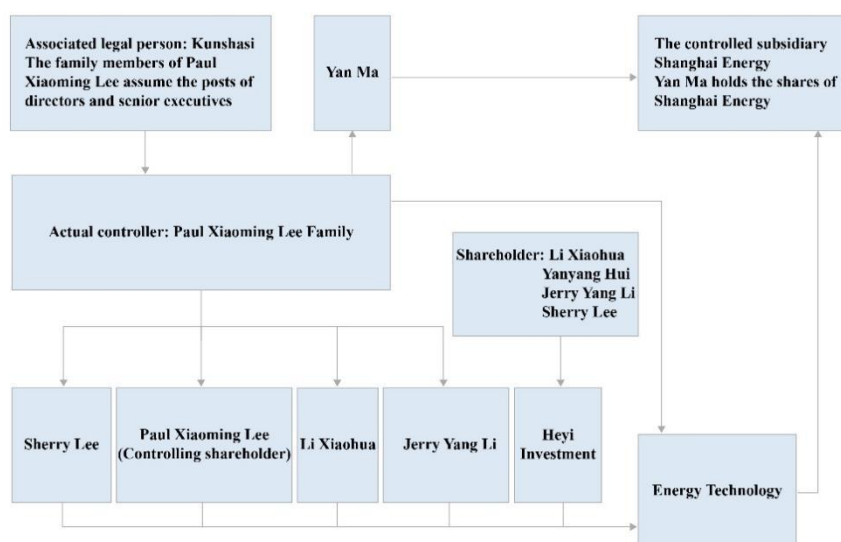 Associated legal person: Kunshasi
The family members of Paul
Xiaoming Lee assume the posts of
directors and senior executives
Yan Ma
The controlled subsidiary
Shanghai Energy
Yan Ma holds the shares of
Shanghai Energy
Actual controller: Paul Xiaoming Lee Family
Shareholder: Li Xiaohua
Yanyang Hui
Jerry Yang Li
Sherry Lee
Sherry Lee
Paul Xiaoming Lee
(Controlling shareholder)
Li Xiaohua
Jerry Yang Li
Heyi
Investment
Energy Technology